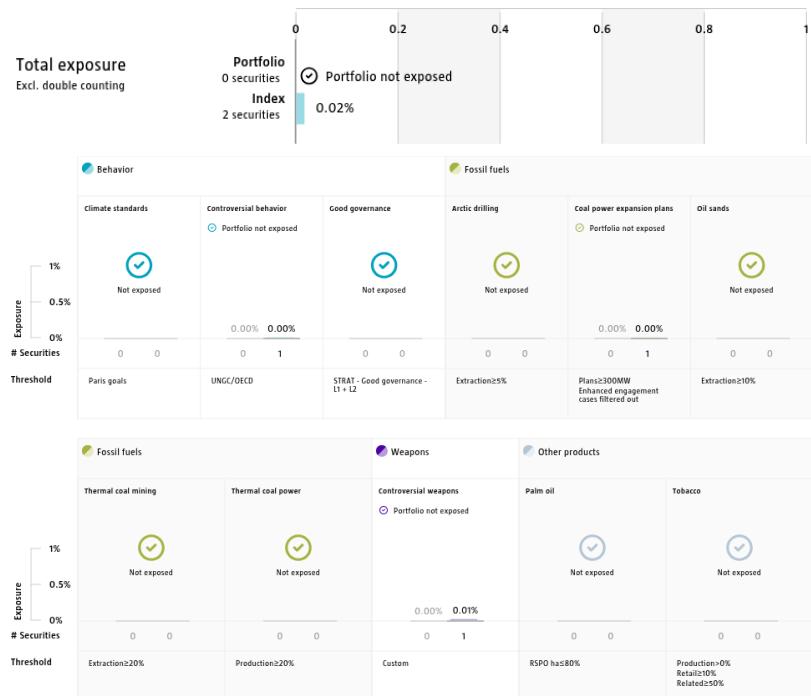 0 0.2 0.4 0.6 0.8 1
Total exposure
Excl. double counting
Portfolio
0 securities
Portfolio not exposed
Index
2 securities
0.02%
Behavior
Fossil fuels
Climate standards
Controversial behavior
Good governance
Arctic drilling
Coal power expansion plans
Oil sands
Portfolio not exposed
Portfolio not exposed
Not exposed
Not exposed
Not exposed
Not exposed
Exposure
1%
0.5%
0%
0.00% 0.00%
0.00% 0.00%
# Securities
0 0
0 1
0 0
0 0
0 1
0 0
Threshold
Paris goals
UNGC/OECD
STRAT - Good governance -
L1 + L2
Extraction≥5%
Plans≥300MW
Enhanced engagement
cases filtered out
Extraction≥10%
Fossil fuels
Weapons
Other products
Thermal coal mining
Thermal coal power
Controversial weapons
Palm oil
Tobacco
Portfolio not exposed
Not exposed
Not exposed
Not exposed
Not exposed
Exposure
1%
0.5%
0%
0.00% 0.01%
# Securities
0 0
0 0
0 1
0 0
0 0
Threshold
Extraction≥20%
Production≥20%
Custom
RSPO ha≤80%
Production>0%
Retail≥10%
Related≥50%